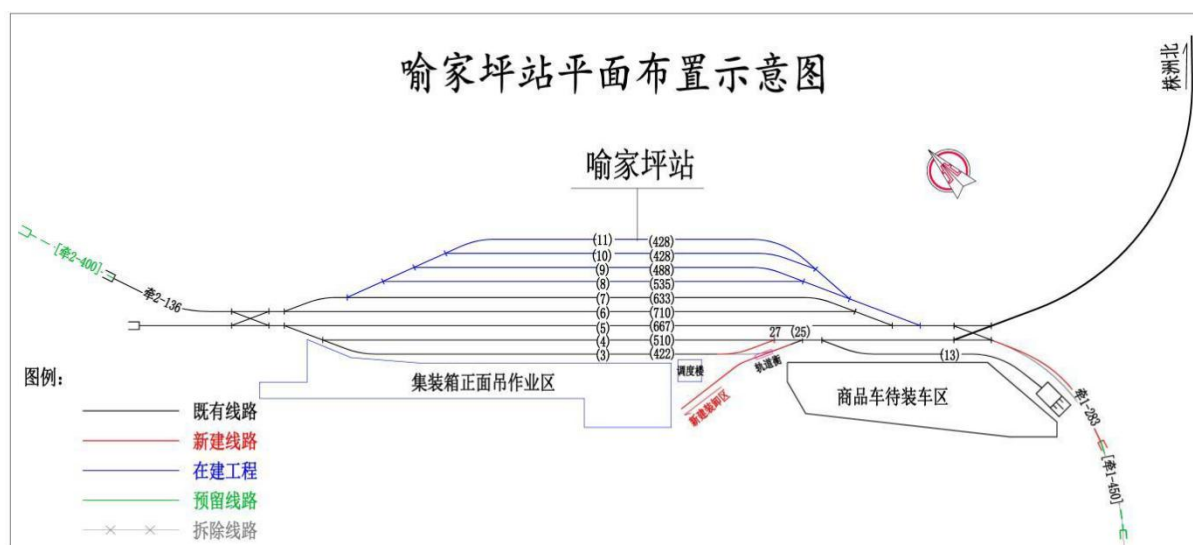 喻家坪站平面布置示意图
株洲北
喻家坪站
[牵2-400]
牵2-136
(11) (428)
(10) (428)
(9) (488)
(8) (535)
(7) (633)
(6) (710)
(5) (667)
(4) (510)
(3) (422)
27 (25)
(13)
轨道衡
调度楼
集装箱正面吊作业区
新建装卸区
商品车待装车区
牵1-283
[牵1-450]
图例：
既有线路
新建线路
在建工程
预留线路
拆除线路